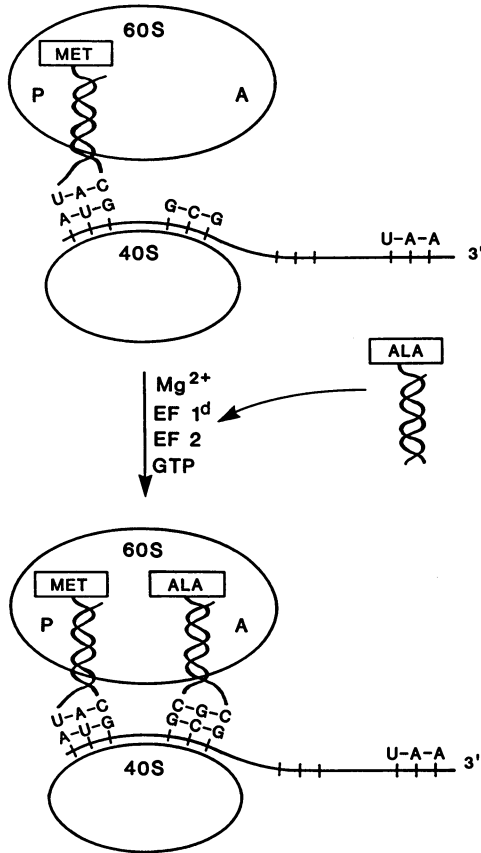 60S
MET
P A
U-A-C
A-U-G G-C-G
U-A-A
40S 3'
ALA
Mg2+
EF 1d
EF 2
GTP
60S
MET ALA
P A
U-A-C C-G-C
A-U-G G-C-G
U-A-A
40S 3'